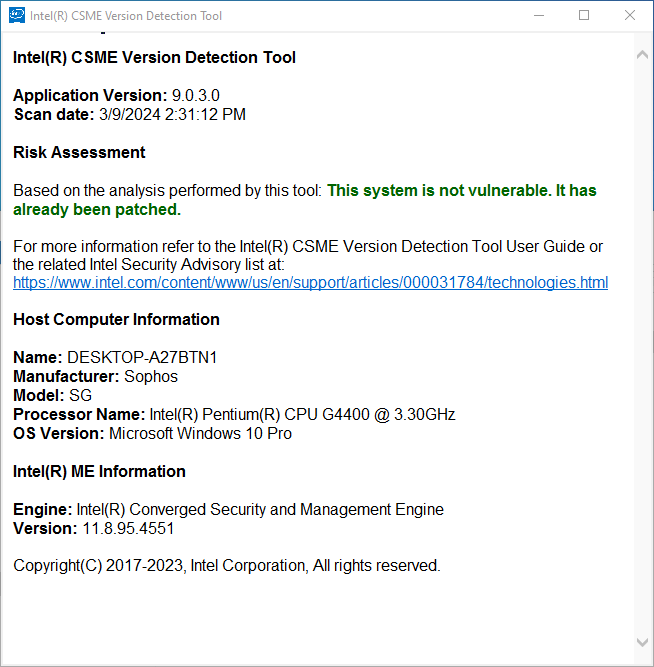 Intel(R) CSME Version Detection Tool
Intel(R) CSME Version Detection Tool
Application Version: 9.0.3.0
Scan date: 3/9/2024 2:31:12 PM
Risk Assessment
Based on the analysis performed by this tool: This system is not vulnerable. It has
already been patched.
For more information refer to the Intel(R) CSME Version Detection Tool User Guide or
the related Intel Security Advisory list at:
https://www.intel.com/content/www/us/en/support/articles/000031784/technologies.html
Host Computer Information
Name: DESKTOP-A27BTN1
Manufacturer: Sophos
Model: SG
Processor Name: Intel(R) Pentium(R) CPU G4400 @ 3.30GHz
OS Version: Microsoft Windows 10 Pro
Intel(R) ME Information
Engine: Intel(R) Converged Security and Management Engine
Version: 11.8.95.4551
Copyright(C) 2017-2023, Intel Corporation, All rights reserved.